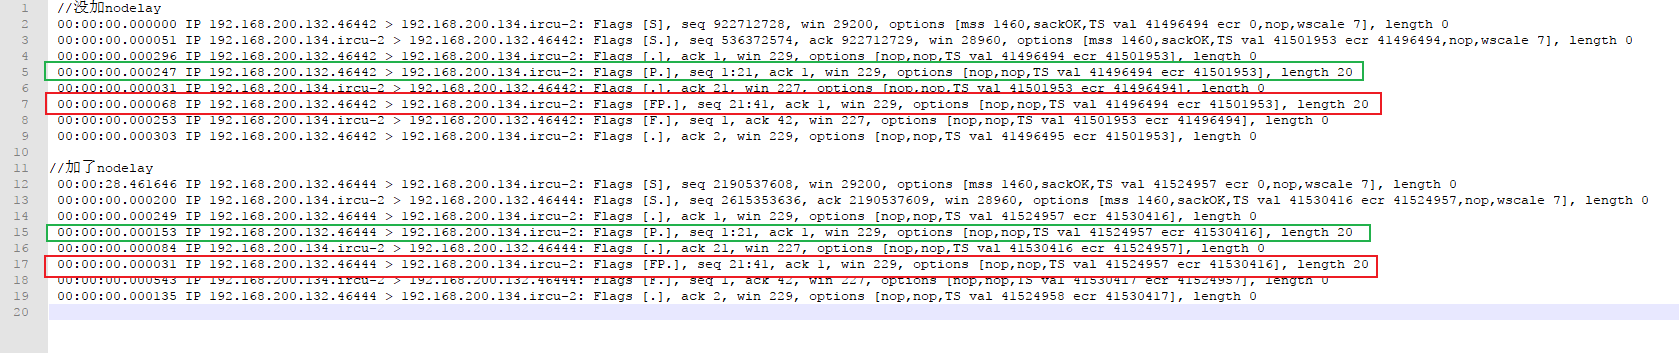 1 //没加nodelay
2 00:00:00.000000 IP 192.168.200.132.46442 > 192.168.200.134.ircu-2: Flags [S], seq 922712728, win 29200, options [mss 1460,sackOK,TS val 41496494 ecr 0,nop,wscale 7], length 0
3 00:00:00.000051 IP 192.168.200.134.ircu-2 > 192.168.200.132.46442: Flags [S.], seq 536372574, ack 922712729, win 28960, options [mss 1460,sackOK,TS val 41501953 ecr 41496494,nop,wscale 7], length 0
4 00:00:00.000296 IP 192.168.200.132.46442 > 192.168.200.134.ircu-2: Flags [.], ack 1, win 229, options [nop,nop,TS val 41496494 ecr 41501953], length 0
5 00:00:00.000247 IP 192.168.200.132.46442 > 192.168.200.134.ircu-2: Flags [P.], seq 1:21, ack 1, win 229, options [nop,nop,TS val 41496494 ecr 41501953], length 20
6 00:00:00.000031 IP 192.168.200.134.ircu-2 > 192.168.200.132.46442: Flags [.], ack 21, win 227, options [nop,nop,TS val 41501953 ecr 41496494], length 0
7 00:00:00.000068 IP 192.168.200.132.46442 > 192.168.200.134.ircu-2: Flags [FP.], seq 21:41, ack 1, win 229, options [nop,nop,TS val 41496494 ecr 41501953], length 20
8 00:00:00.000253 IP 192.168.200.134.ircu-2 > 192.168.200.132.46442: Flags [F.], seq 1, ack 42, win 227, options [nop,nop,TS val 41501953 ecr 41496494], length 0
9 00:00:00.000303 IP 192.168.200.132.46442 > 192.168.200.134.ircu-2: Flags [.], ack 2, win 229, options [nop,nop,TS val 41496495 ecr 41501953], length 0
10
11 //加了nodelay
12 00:00:28.461646 IP 192.168.200.132.46444 > 192.168.200.134.ircu-2: Flags [S], seq 2190537608, win 29200, options [mss 1460,sackOK,TS val 41524957 ecr 0,nop,wscale 7], length 0
13 00:00:00.000200 IP 192.168.200.134.ircu-2 > 192.168.200.132.46444: Flags [S.], seq 2615353636, ack 2190537609, win 28960, options [mss 1460,sackOK,TS val 41530416 ecr 41524957,nop,wscale 7], length 0
14 00:00:00.000249 IP 192.168.200.132.46444 > 192.168.200.134.ircu-2: Flags [.], ack 1, win 229, options [nop,nop,TS val 41524957 ecr 41530416], length 0
15 00:00:00.000153 IP 192.168.200.132.46444 > 192.168.200.134.ircu-2: Flags [P.], seq 1:21, ack 1, win 229, options [nop,nop,TS val 41524957 ecr 41530416], length 20
16 00:00:00.000084 IP 192.168.200.134.ircu-2 > 192.168.200.132.46444: Flags [.], ack 21, win 227, options [nop,nop,TS val 41530416 ecr 41524957], length 0
17 00:00:00.000031 IP 192.168.200.132.46444 > 192.168.200.134.ircu-2: Flags [FP.], seq 21:41, ack 1, win 229, options [nop,nop,TS val 41524957 ecr 41530416], length 20
18 00:00:00.000543 IP 192.168.200.134.ircu-2 > 192.168.200.132.46444: Flags [F.], seq 1, ack 42, win 227, options [nop,nop,TS val 41530417 ecr 41524957], length 0
19 00:00:00.000135 IP 192.168.200.132.46444 > 192.168.200.134.ircu-2: Flags [.], ack 2, win 229, options [nop,nop,TS val 41524958 ecr 41530417], length 0
20